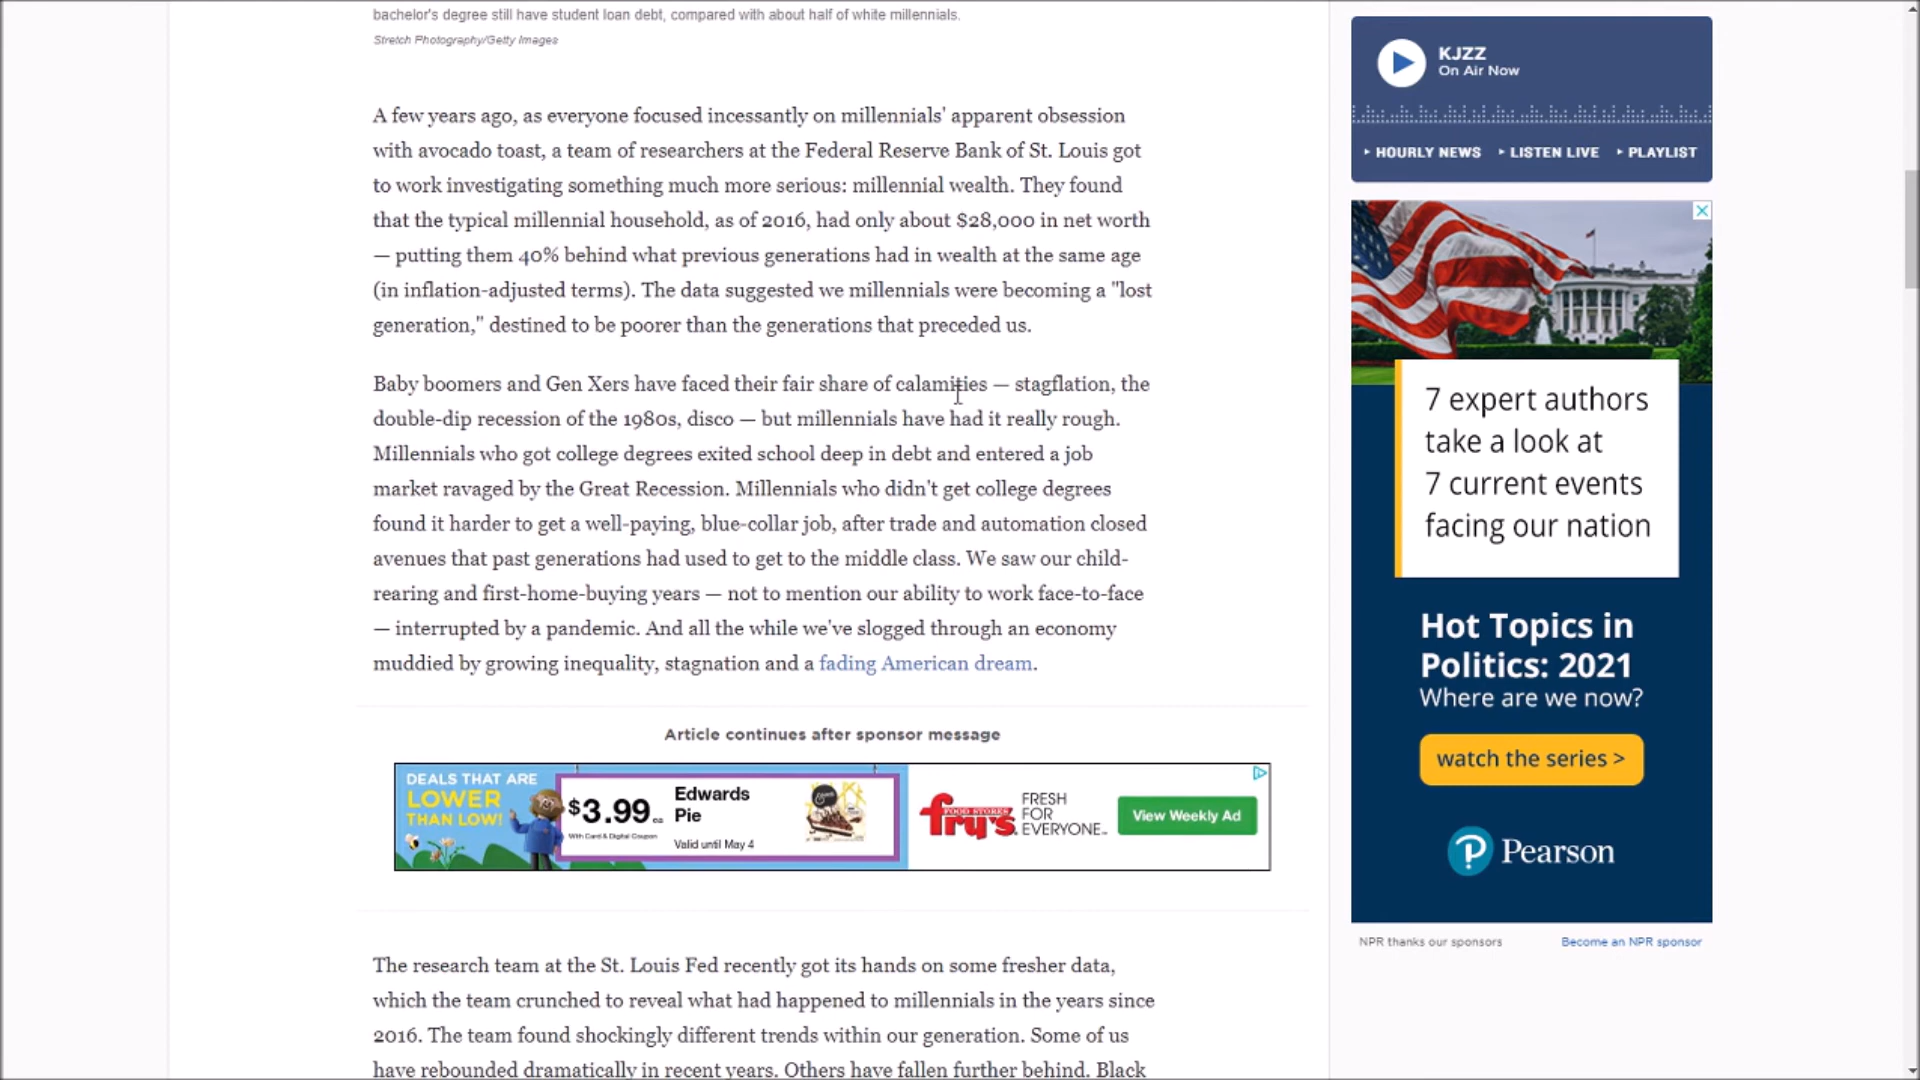 bachelor's degree still have student loan debt, compared with about half of white millennials.
Stretch Photography/Getty Images
A few years ago, as everyone focused incessantly on millennials' apparent obsession
with avocado toast, a team of researchers at the Federal Reserve Bank of St. Louis got
to work investigating something much more serious: millennial wealth. They found
that the typical millennial household, as of 2016, had only about $28,000 in net worth
— putting them 40% behind what previous generations had in wealth at the same age
(in inflation-adjusted terms). The data suggested we millennials were becoming a "lost
generation," destined to be poorer than the generations that preceded us.
Baby boomers and Gen Xers have faced their fair share of calamities — stagflation, the
double-dip recession of the 1980s, disco — but millennials have had it really rough.
Millennials who got college degrees exited school deep in debt and entered a job
market ravaged by the Great Recession. Millennials who didn't get college degrees
found it harder to get a well-paying, blue-collar job, after trade and automation closed
avenues that past generations had used to get to the middle class. We saw our child-
rearing and first-home-buying years — not to mention our ability to work face-to-face
— interrupted by a pandemic. And all the while we've slogged through an economy
muddied by growing inequality, stagnation and a fading American dream.
Article continues after sponsor message
DEALS THAT ARE
LOWER
THAN LOW!
$3.99 ea
With Card & Digital Coupon
Edwards
Pie
Valid until May 4
fry's FOOD STORES
FRESH
FOR
EVERYONE™
View Weekly Ad
The research team at the St. Louis Fed recently got its hands on some fresher data,
which the team crunched to reveal what had happened to millennials in the years since
2016. The team found shockingly different trends within our generation. Some of us
have rebounded dramatically in recent years. Others have fallen further behind. Black
KJZZ
On Air Now
HOURLY NEWS
LISTEN LIVE
PLAYLIST
7 expert authors
take a look at
7 current events
facing our nation
Hot Topics in
Politics: 2021
Where are we now?
watch the series >
Pearson
NPR thanks our sponsors
Become an NPR sponsor